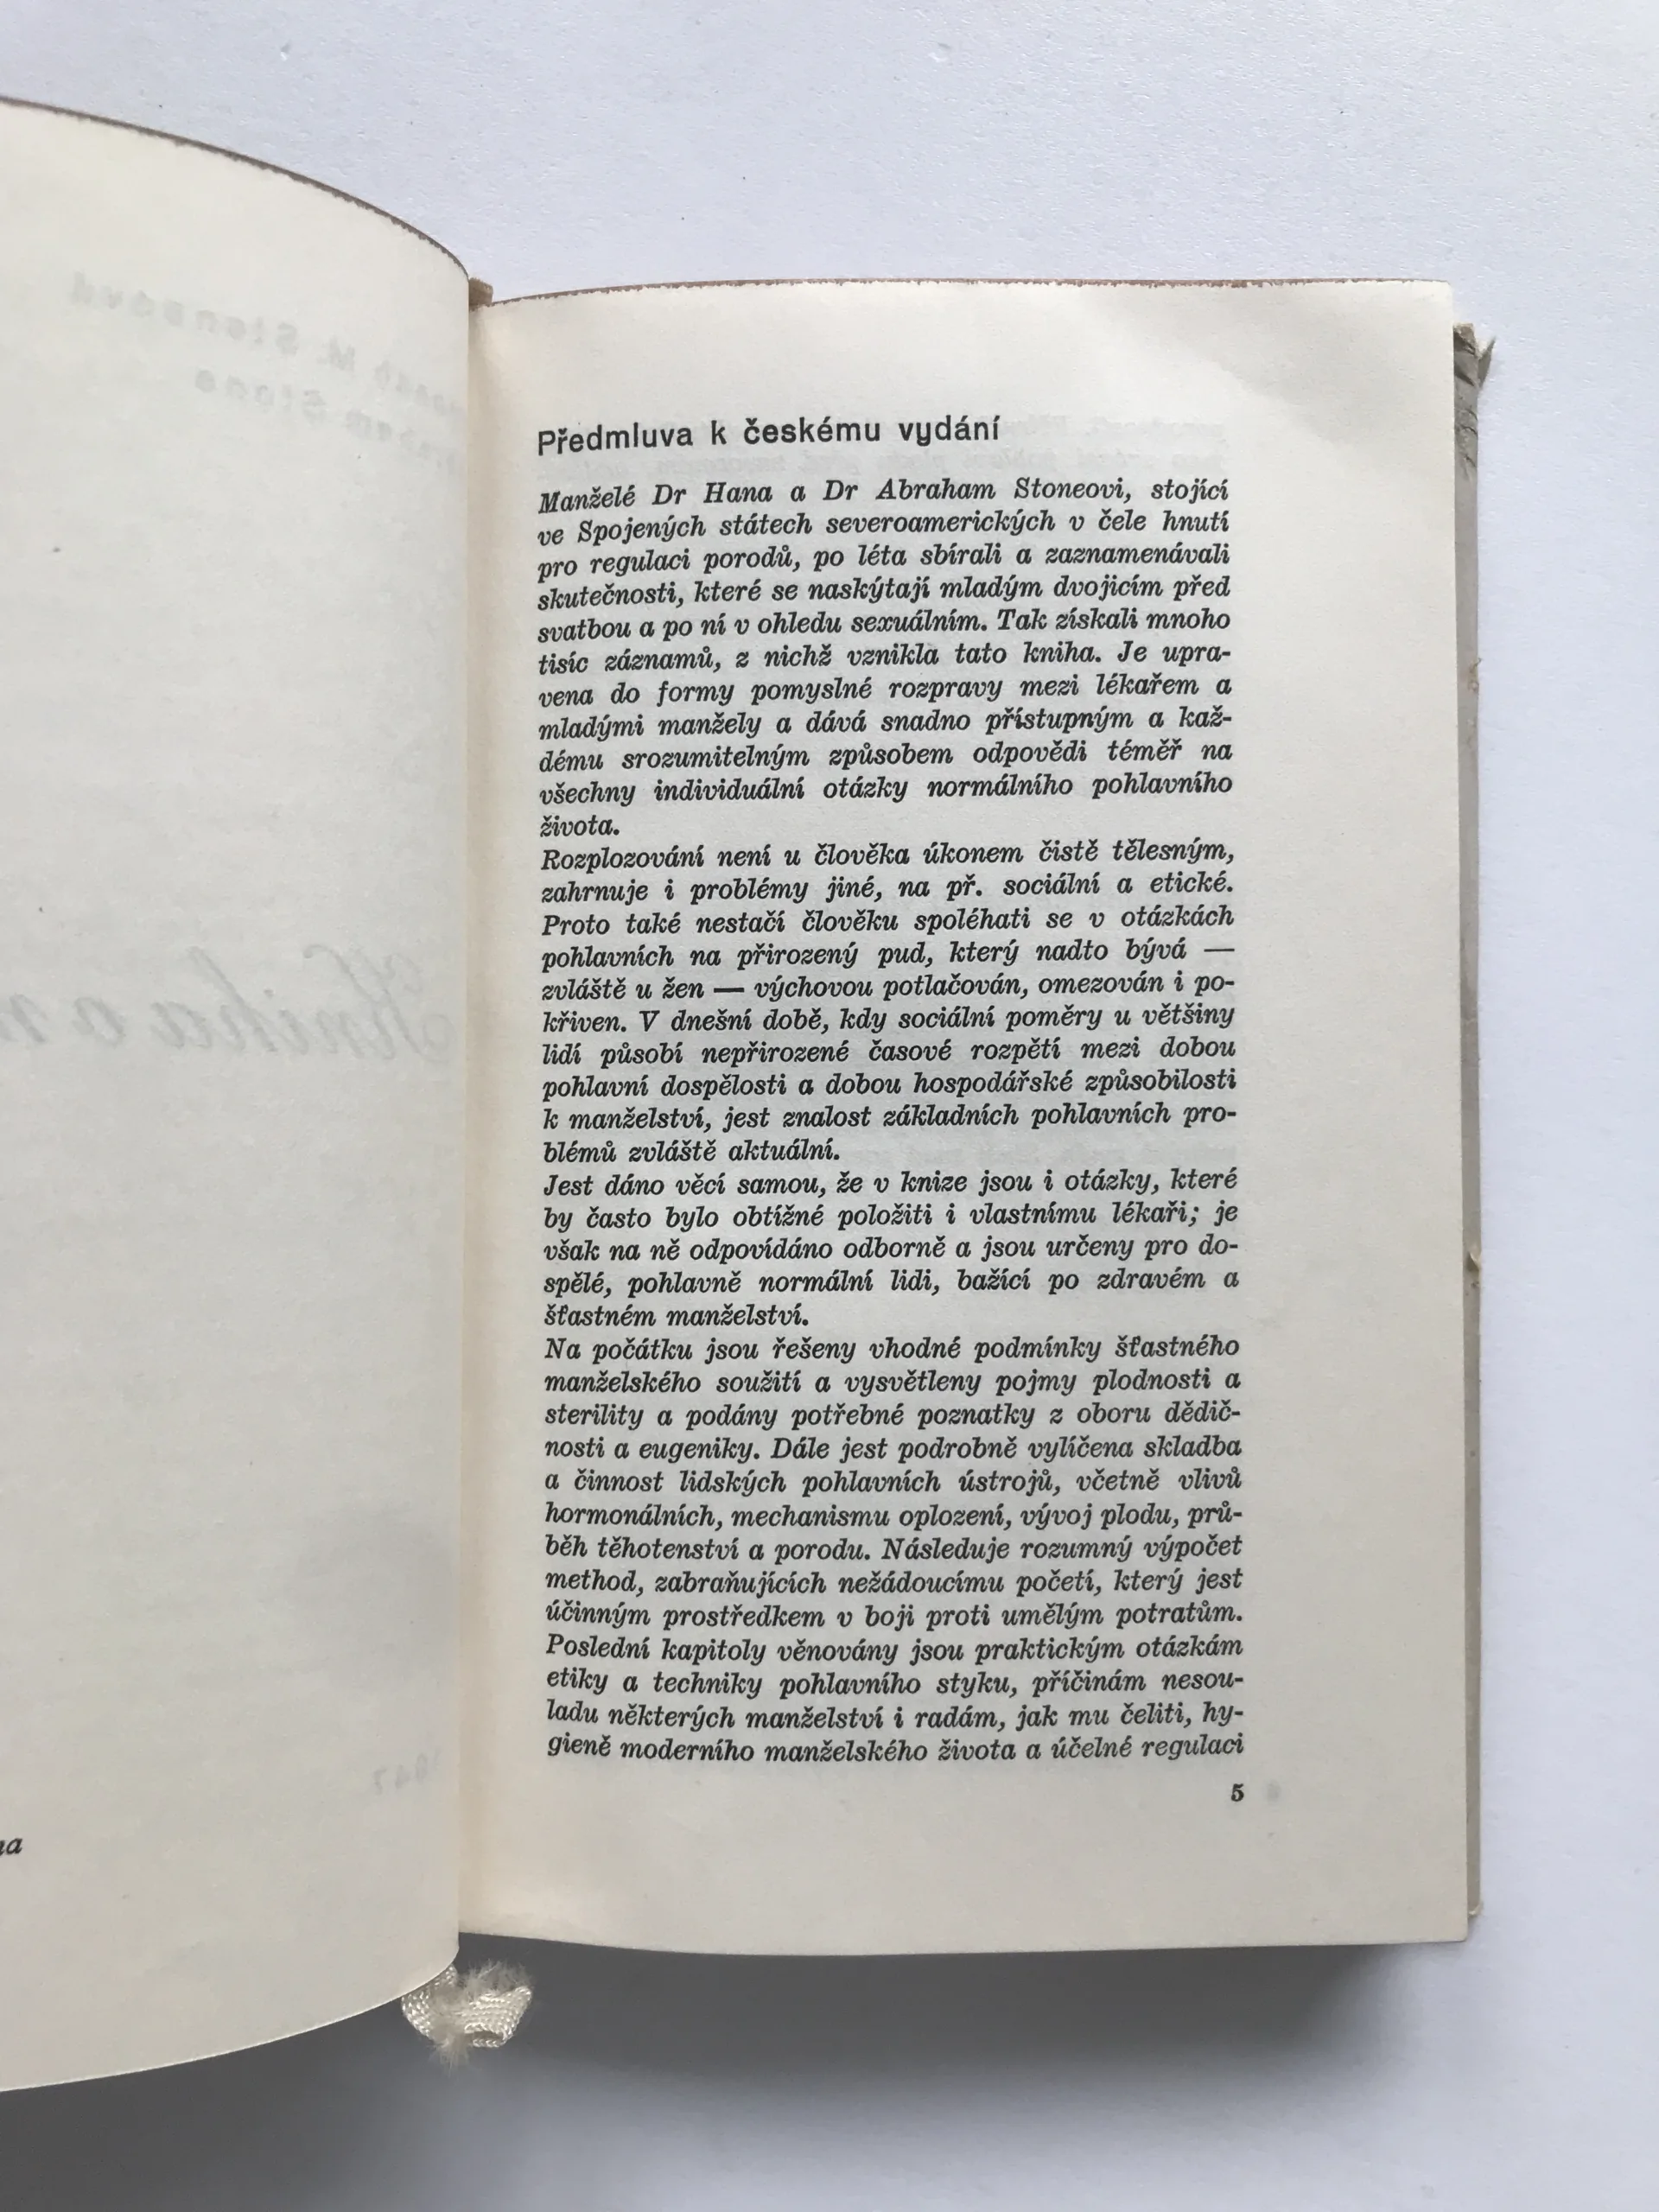 Předmluva k českému vydání
Manželé Dr Hana a Dr Abraham Stoneovi, stojící
ve Spojených státech severoamerických v čele hnutí
pro regulaci porodů, po léta sbírali a zaznamenávali
skutečnosti, které se naskýtají mladým dvojicím před
svatbou a po ní v ohledu sexuálním. Tak získali mnoho
tisíc záznamů, z nichž vznikla tato kniha. Je upra-
vena do formy pomyslné rozpravy mezi lékařem a
mladými manžely a dává snadno přístupným a kaž-
dému srozumitelným způsobem odpovědi téměř na
všechny individuální otázky normálního pohlavního
života.
Rozplozování není u člověka úkonem čistě tělesným,
zahrnuje i problémy jiné, na př. sociální a etické.
Proto také nestačí člověku spoléhati se v otázkách
pohlavních na přirozený pud, který nadto bývá —
zvláště u žen — výchovou potlačován, omezován i po-
křiven. V dnešní době, kdy sociální poměry u většiny
lidí působí nepřirozené časové rozpětí mezi dobou
pohlavní dospělosti a dobou hospodářské způsobilosti
k manželství, jest znalost základních pohlavních pro-
blémů zvláště aktuální.
Jest dáno věcí samou, že v knize jsou i otázky, které
by často bylo obtížné položiti i vlastnímu lékaři; je
však na ně odpovídáno odborně a jsou určeny pro do-
spělé, pohlavně normální lidi, bažící po zdravém a
šťastném manželství.
Na počátku jsou řešeny vhodné podmínky šťastného
manželského soužití a vysvětleny pojmy plodnosti a
sterility a podány potřebné poznatky z oboru dědič-
nosti a eugeniky. Dále jest podrobně vylíčena skladba
a činnost lidských pohlavních ústrojů, včetně vlivů
hormonálních, mechanismu oplození, vývoj plodu, prů-
běh těhotenství a porodu. Následuje rozumný výpočet
method, zabraňujících nežádoucímu početí, který jest
účinným prostředkem v boji proti umělým potratům.
Poslední kapitoly věnovány jsou praktickým otázkám
etiky a techniky pohlavního styku, příčinám nesou-
ladu některých manželství i radám, jak mu čeliti, hy-
gieně moderního manželského života a účelné regulaci
5